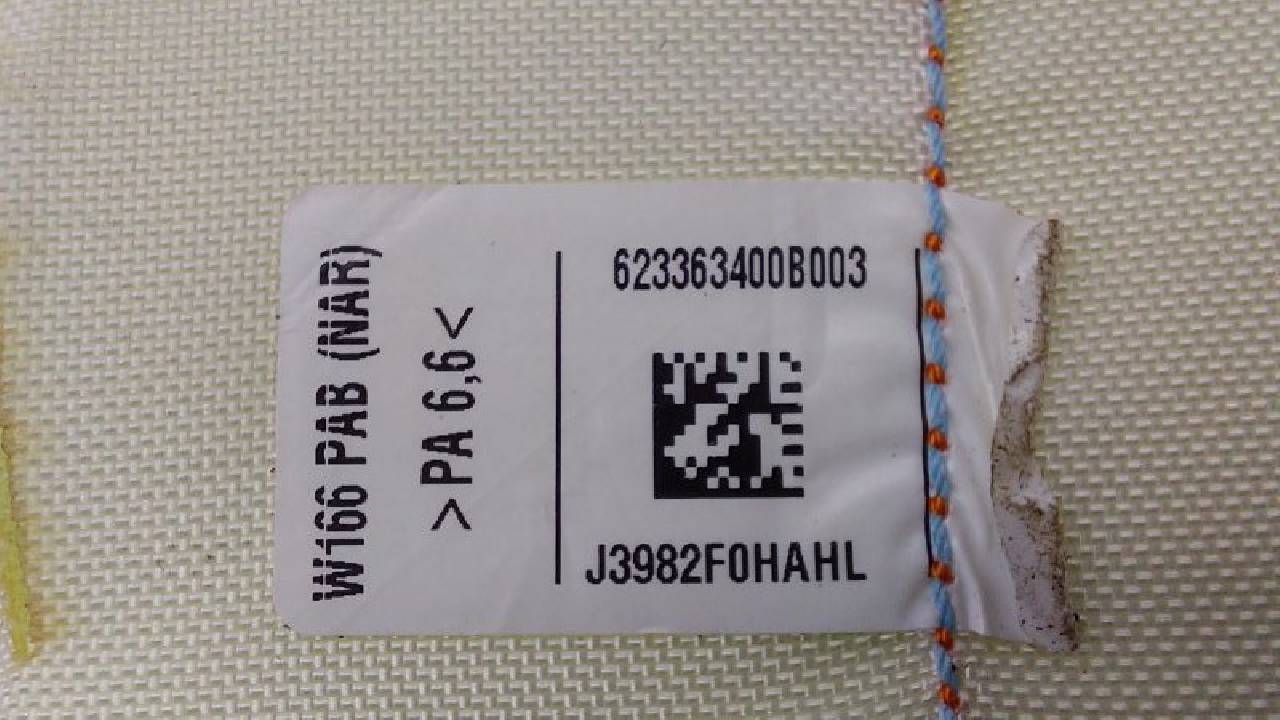 W166 PAB (NAR)
>PA 6,6<
623363400B003
J3982F0HAHL